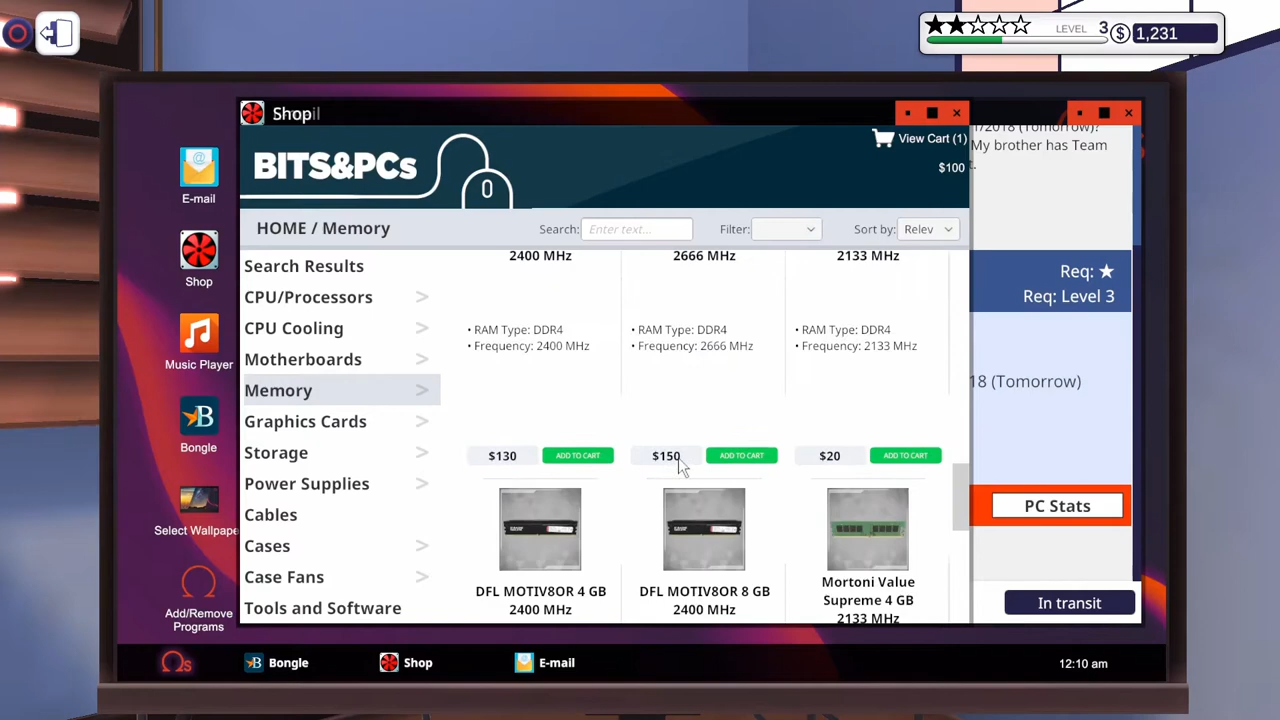 LEVEL 3 $ 1,231
Shopil
BITS&PCs
View Cart (1)
$100
HOME / Memory
Search: Enter text...
Filter:
Sort by: Relev
Search Results
CPU/Processors >
CPU Cooling >
Motherboards >
Memory >
Graphics Cards >
Storage >
Power Supplies >
Cables
Cases >
Case Fans >
Tools and Software
2400 MHz
• RAM Type: DDR4
• Frequency: 2400 MHz
$130 ADD TO CART
2666 MHz
• RAM Type: DDR4
• Frequency: 2666 MHz
$150 ADD TO CART
2133 MHz
• RAM Type: DDR4
• Frequency: 2133 MHz
$20 ADD TO CART
DFL MOTIV8OR 4 GB
2400 MHz
DFL MOTIV8OR 8 GB
2400 MHz
Mortoni Value
Supreme 4 GB
2133 MHz
/2018 (Tomorrow)?
My brother has Team
Req: ★
Req: Level 3
18 (Tomorrow)
PC Stats
In transit
E-mail
Shop
Music Player
Bongle
Select Wallpape
Add/Remove
Programs
Ωs
Bongle
Shop
E-mail
12:10 am